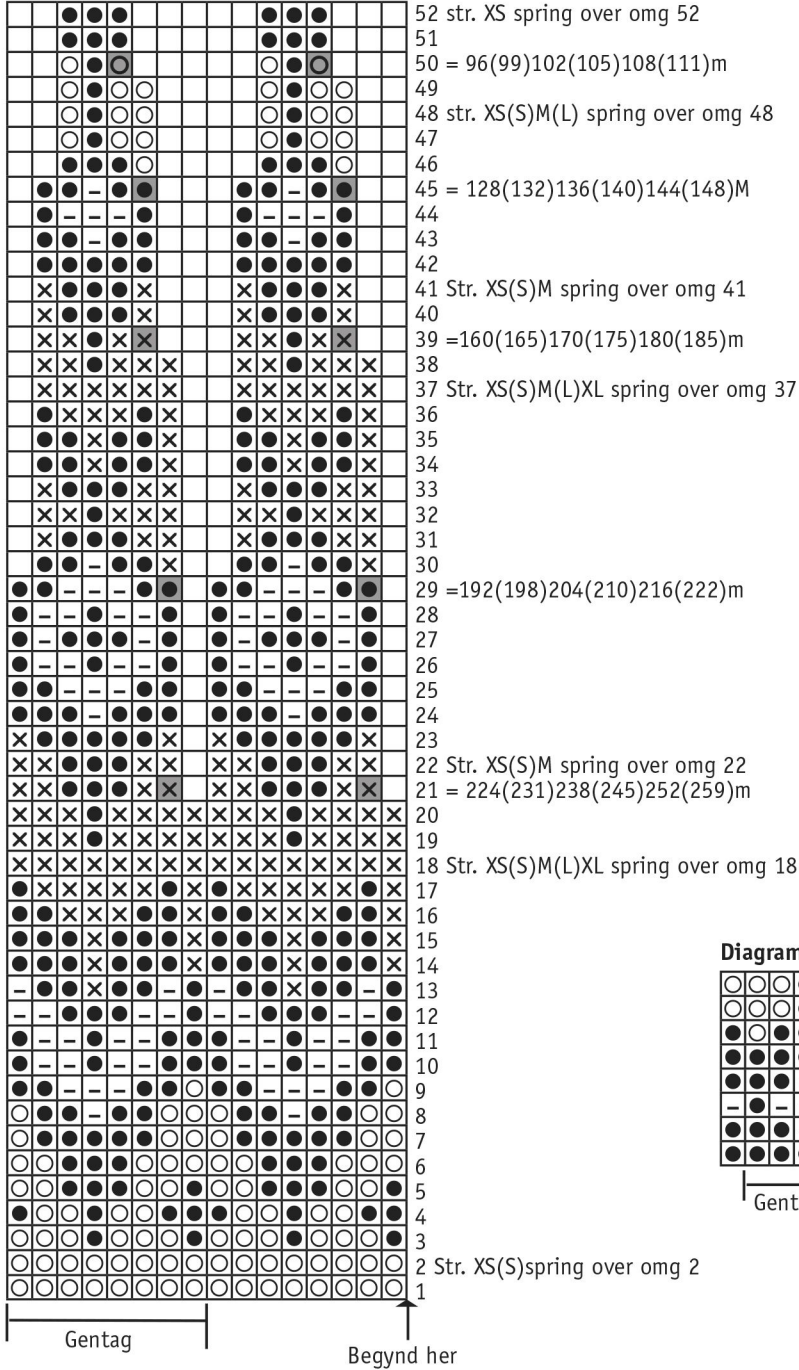 52 str. XS spring over omg 52
51
50 = 96(99)102(105)108(111)m
49
48 str. XS(S)M(L) spring over omg 48
47
46
45 = 128(132)136(140)144(148)M
44
43
42
41 Str. XS(S)M spring over omg 41
40
39 =160(165)170(175)180(185)m
38
37 Str. XS(S)M(L)XL spring over omg 37
36
35
34
33
32
31
30
29 =192(198)204(210)216(222)m
28
27
26
25
24
23
22 Str. XS(S)M spring over omg 22
21 = 224(231)238(245)252(259)m
20
19
18 Str. XS(S)M(L)XL spring over omg 18
17
16
15
14
13
12
11
10
9
8
7
6
5
4
3
2 Str. XS(S)spring over omg 2
1
Gentag
Begynd her
Diagram
Gent